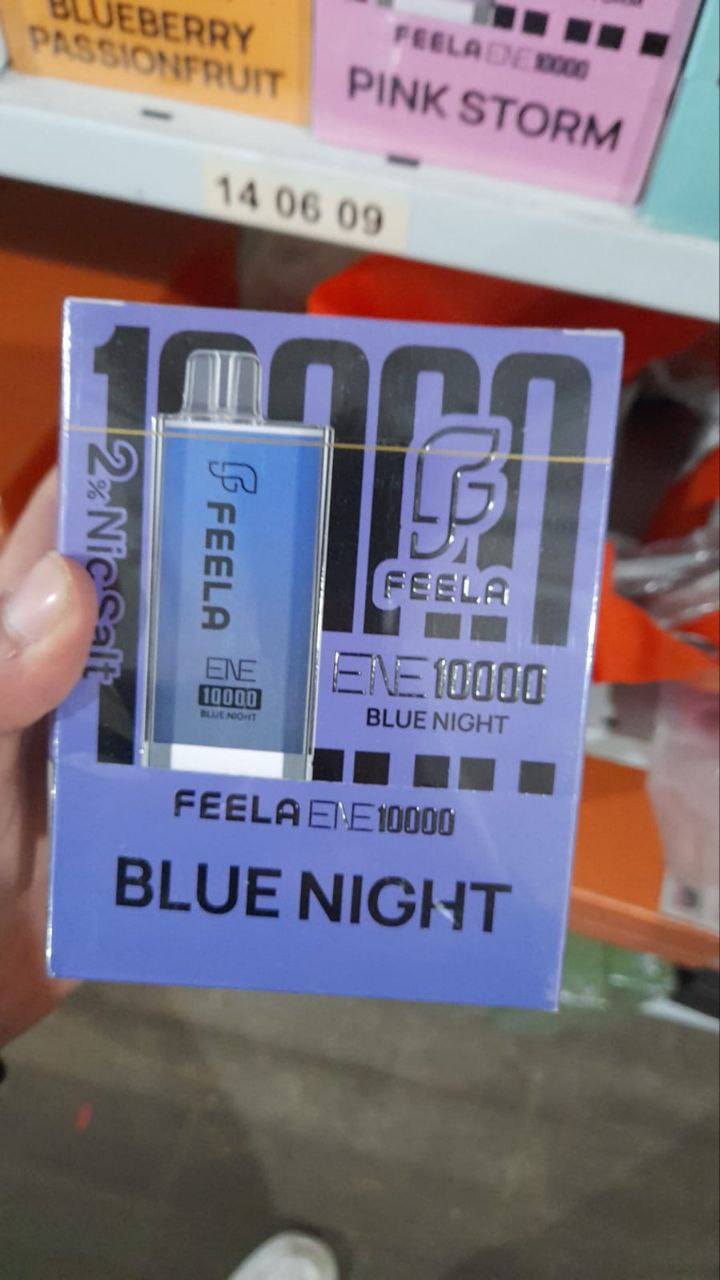 BLUEBERRY
PASSIONFRUIT
FEELA ENE 10000
PINK STORM
14 06 09
10000
2% NicSalt
FEELA
ENE
10000
BLUE NIGHT
FEELA
ENE 10000
BLUE NIGHT
FEELA ENE 10000
BLUE NIGHT